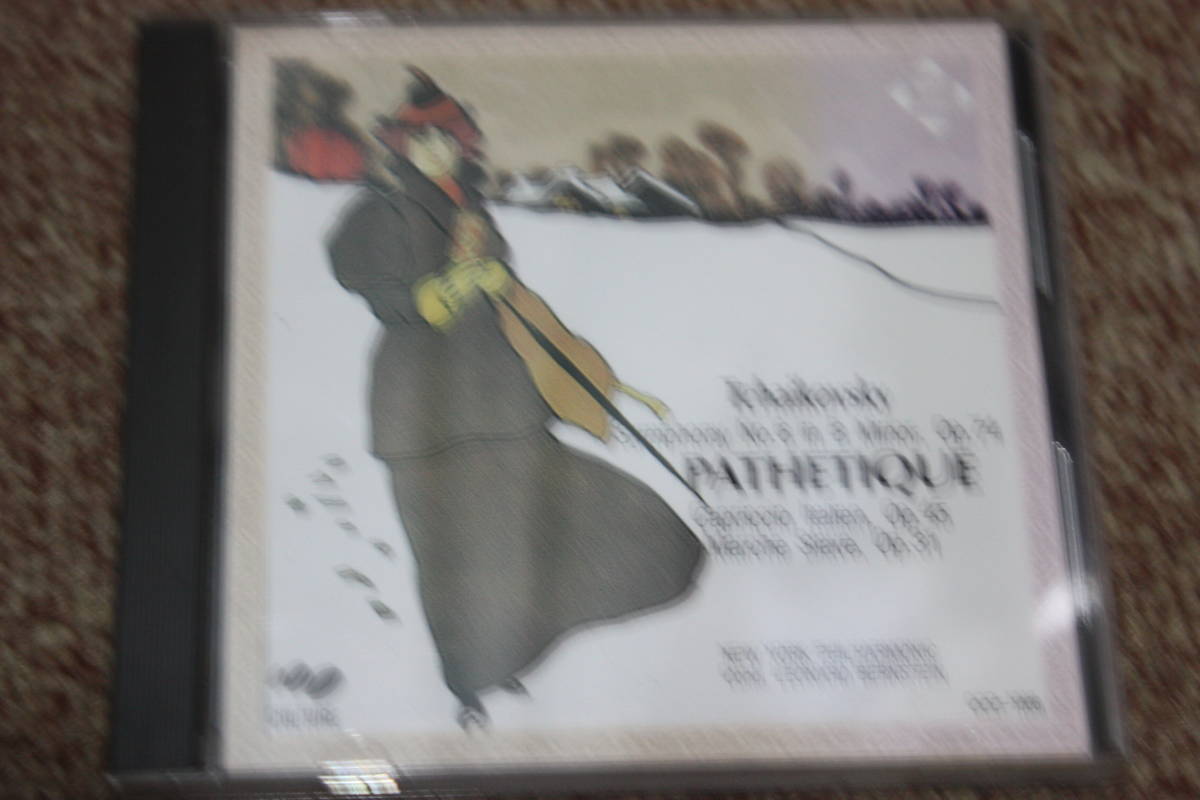 Tchaikovsky
Symphony No.6 in B Minor, Op.74
PATHETIQUE
Capriccio Italien, Op.45
Marche Slave, Op.31
NEW YORK PHILHARMONIC
Cond. LEONARD BERNSTEIN
CULTURE